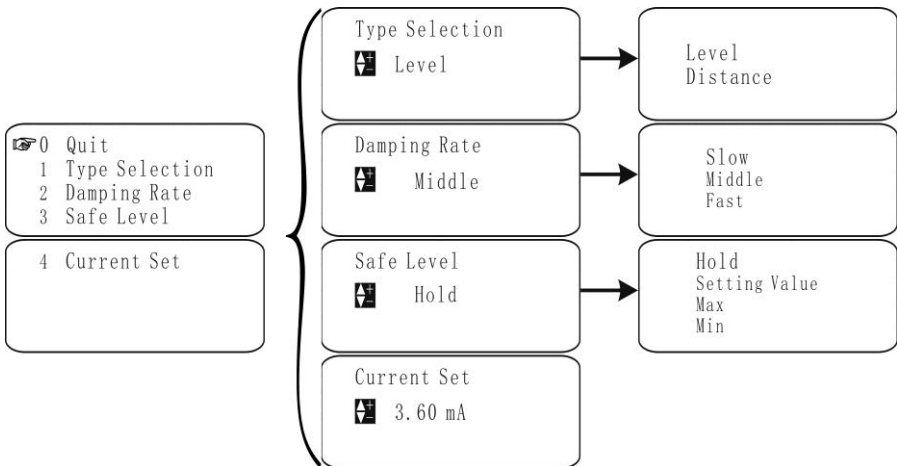 0 Quit
1 Type Selection
2 Damping Rate
3 Safe Level
4 Current Set
Type Selection
Level
Level
Distance
Damping Rate
Middle
Slow
Middle
Fast
Safe Level
Hold
Hold
Setting Value
Max
Min
Current Set
3.60 mA